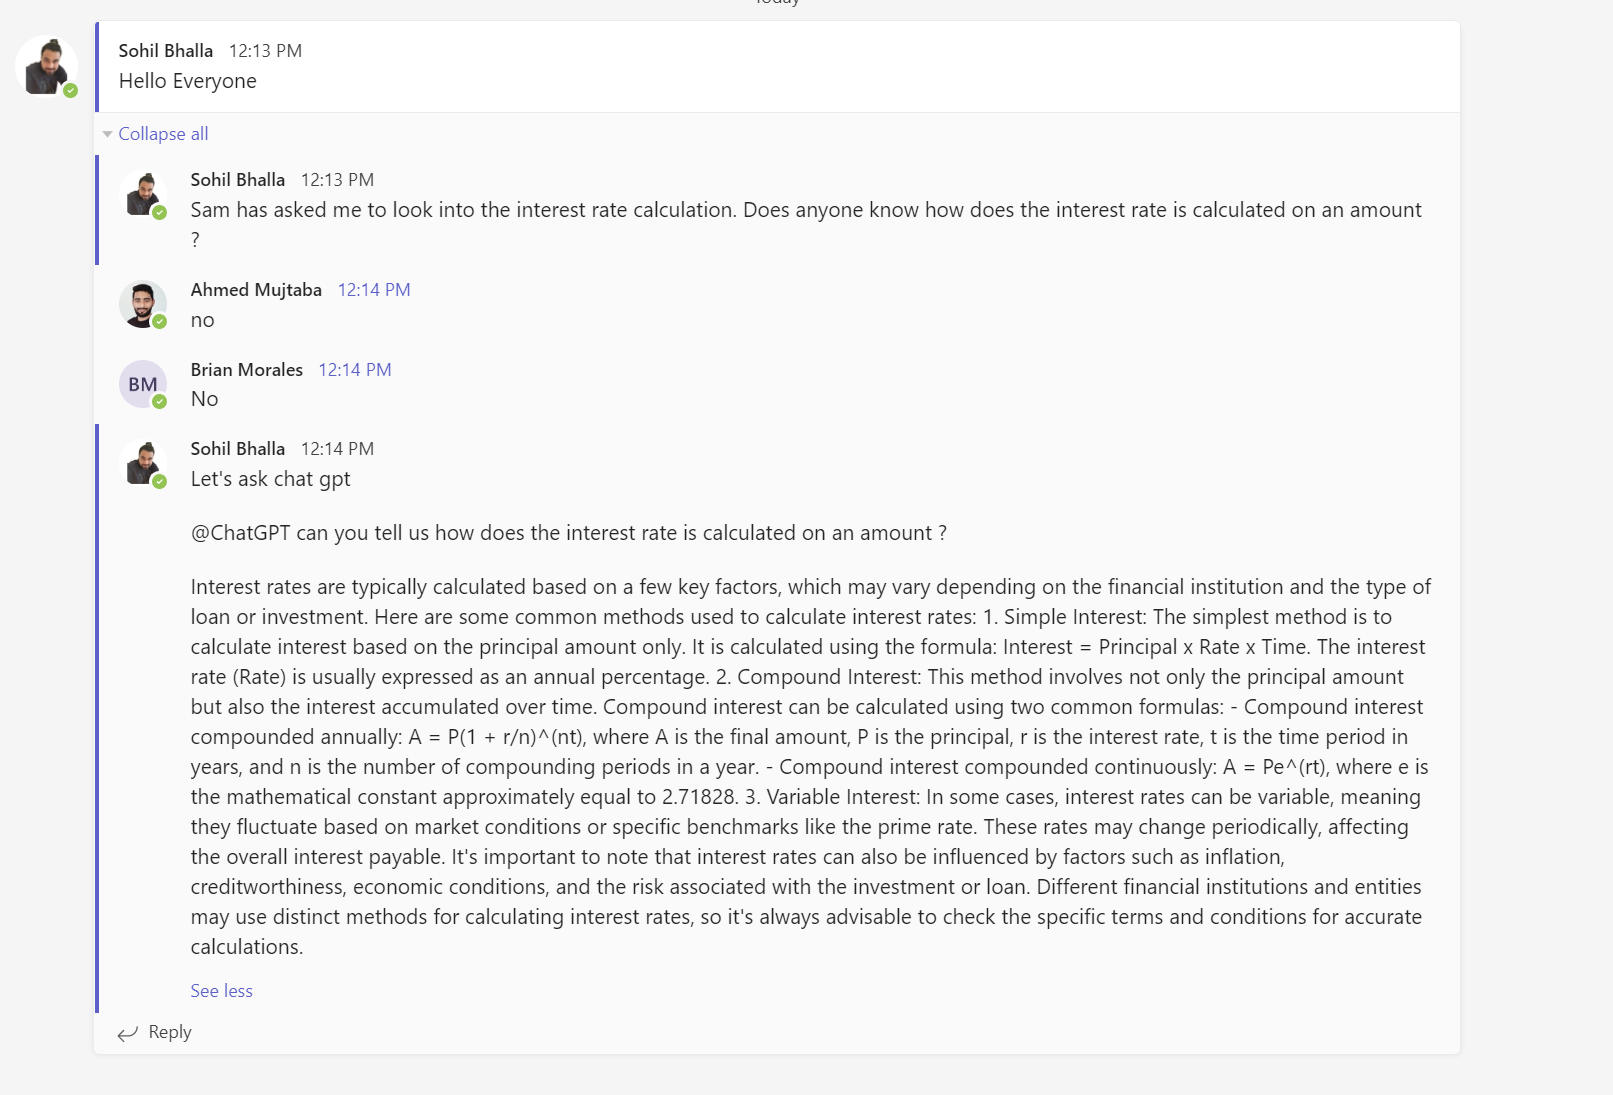 Today
Sohil Bhalla 12:13 PM
Hello Everyone
Collapse all
Sohil Bhalla 12:13 PM
Sam has asked me to look into the interest rate calculation. Does anyone know how does the interest rate is calculated on an amount
?
Ahmed Mujtaba 12:14 PM
no
BM
Brian Morales 12:14 PM
No
Sohil Bhalla 12:14 PM
Let's ask chat gpt
@ChatGPT can you tell us how does the interest rate is calculated on an amount ?
Interest rates are typically calculated based on a few key factors, which may vary depending on the financial institution and the type of
loan or investment. Here are some common methods used to calculate interest rates: 1. Simple Interest: The simplest method is to
calculate interest based on the principal amount only. It is calculated using the formula: Interest = Principal x Rate x Time. The interest
rate (Rate) is usually expressed as an annual percentage. 2. Compound Interest: This method involves not only the principal amount
but also the interest accumulated over time. Compound interest can be calculated using two common formulas: - Compound interest
compounded annually: A = P(1 + r/n)^(nt), where A is the final amount, P is the principal, r is the interest rate, t is the time period in
years, and n is the number of compounding periods in a year. - Compound interest compounded continuously: A = Pe^(rt), where e is
the mathematical constant approximately equal to 2.71828. 3. Variable Interest: In some cases, interest rates can be variable, meaning
they fluctuate based on market conditions or specific benchmarks like the prime rate. These rates may change periodically, affecting
the overall interest payable. It's important to note that interest rates can also be influenced by factors such as inflation,
creditworthiness, economic conditions, and the risk associated with the investment or loan. Different financial institutions and entities
may use distinct methods for calculating interest rates, so it's always advisable to check the specific terms and conditions for accurate
calculations.
See less
Reply